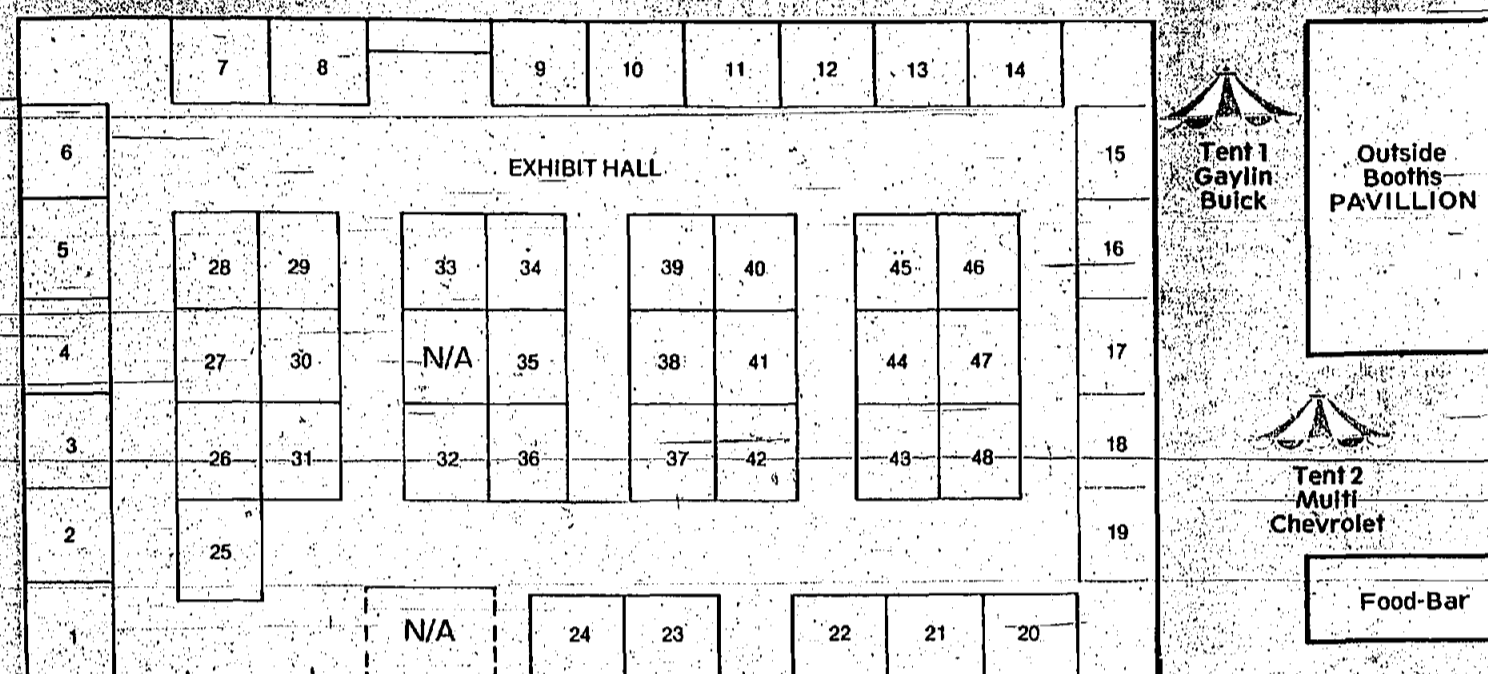 7 8 9 10 11 12 13 14
6
EXHIBIT HALL
15
5
16
28 29 33 34 39 40 45 46
4
27 30 N/A 35 38 41 44 47
17
3
26 31 32 36 37 42 43 48
18
2
25
19
1
N/A
24 23 22 21 20
Tent 1
Gaylin
Buick
Outside
Booths
PAVILLION
Tent 2
Multi
Chevrolet
Food-Bar